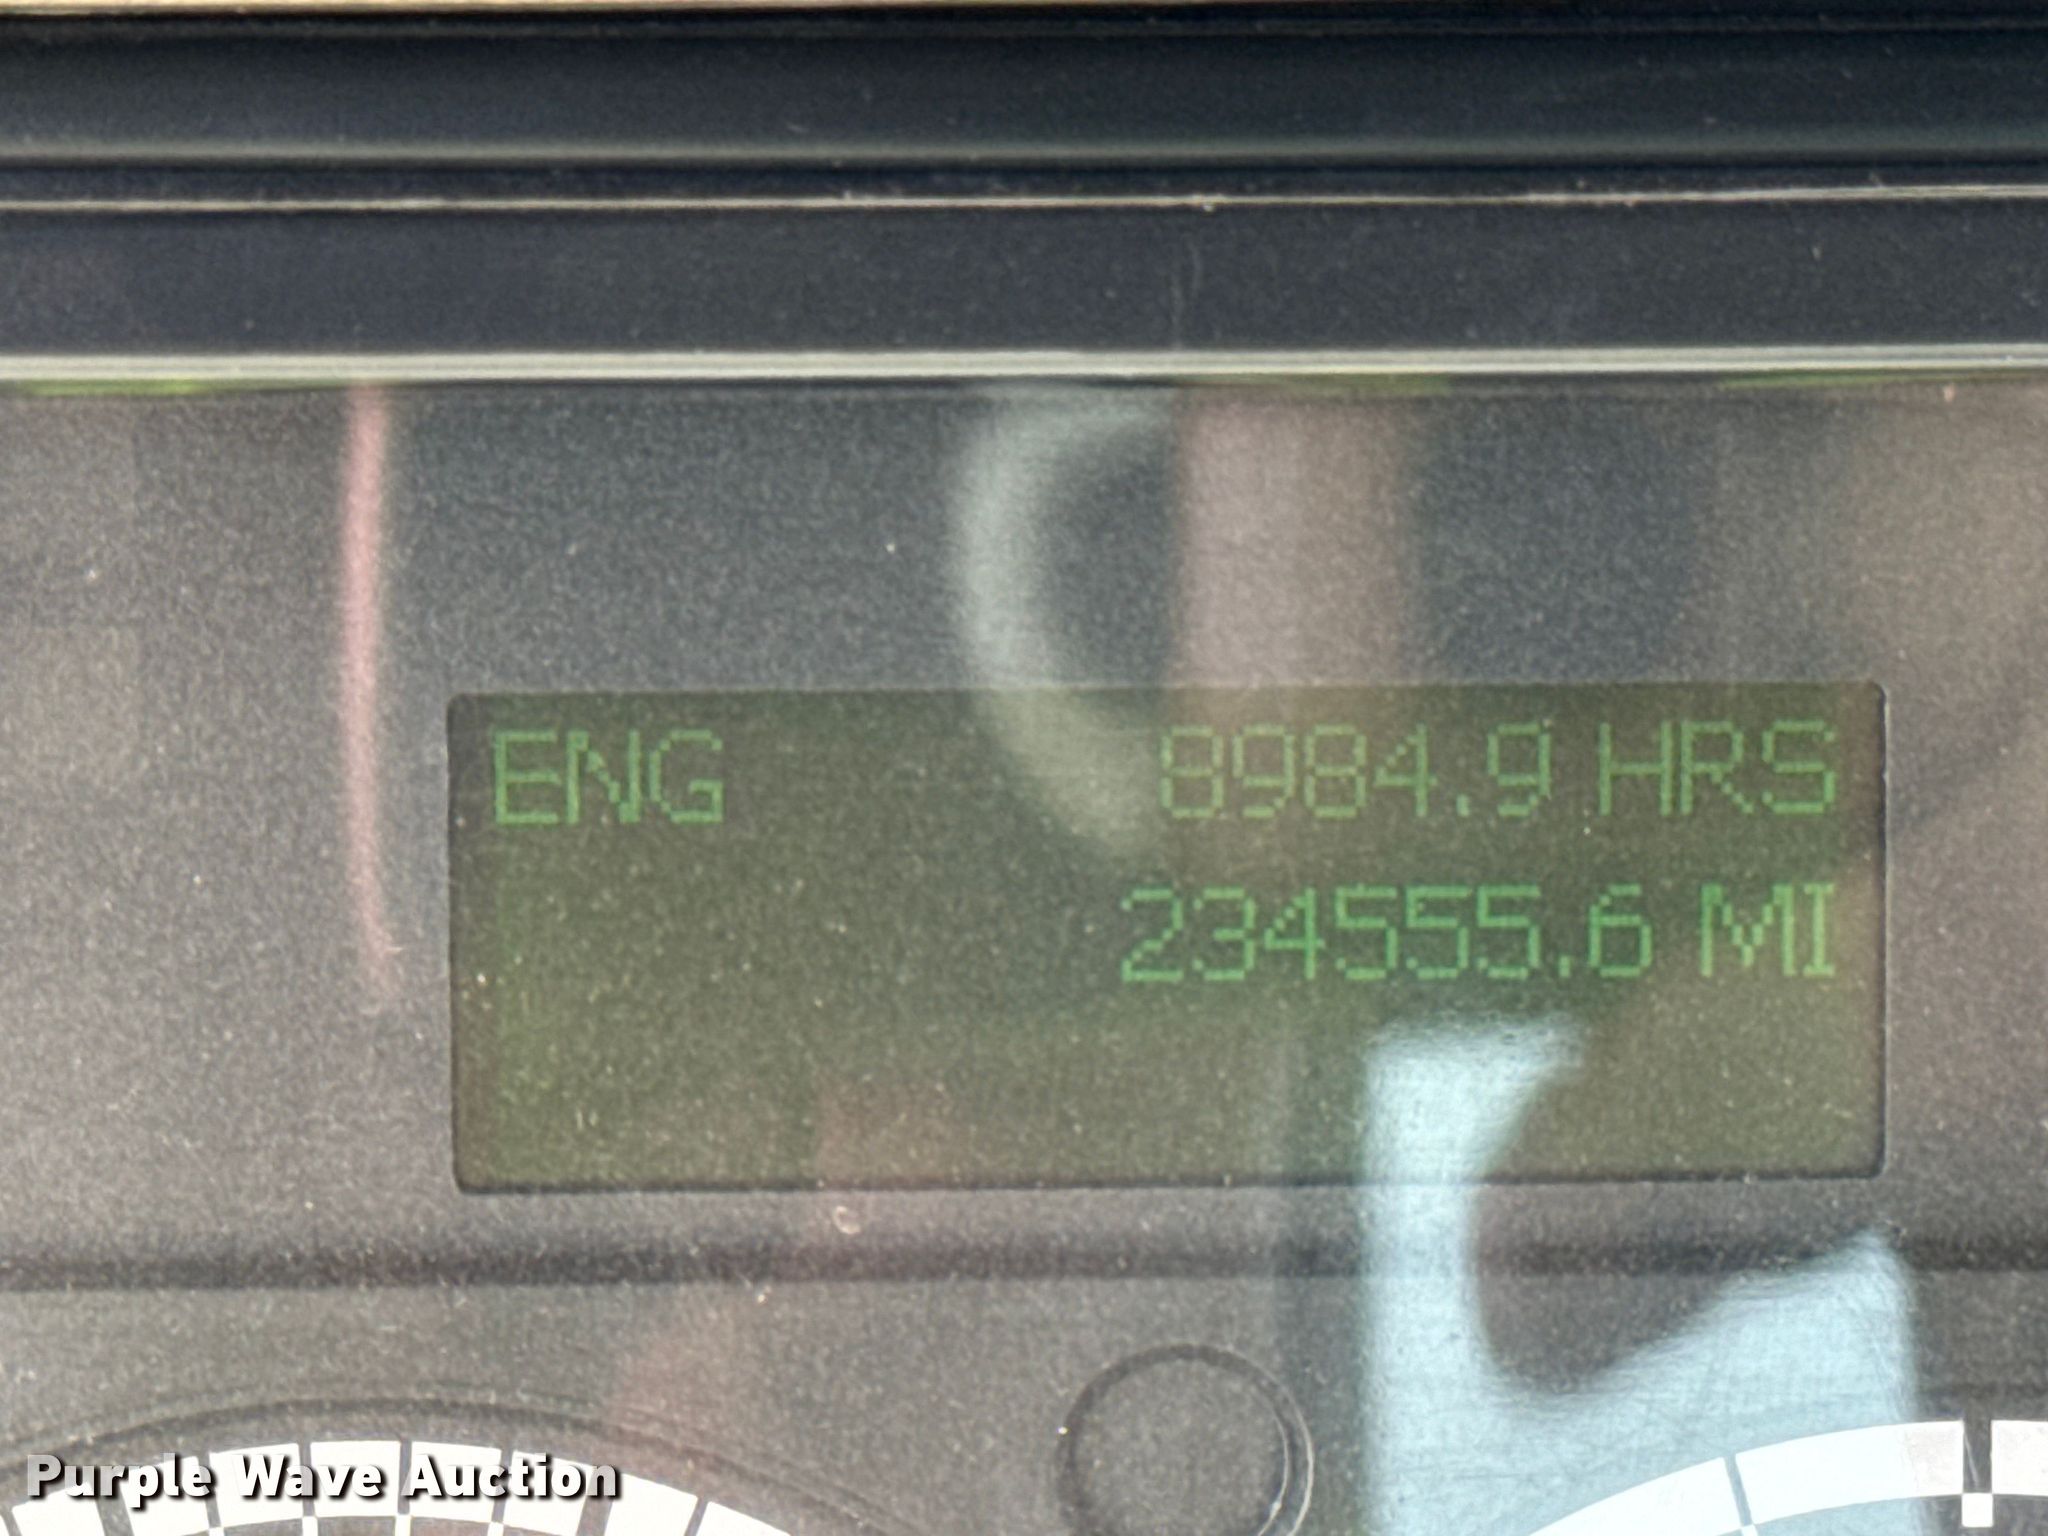 ENG 8984.9 HRS
234555.6 MI
Purple Wave Auction